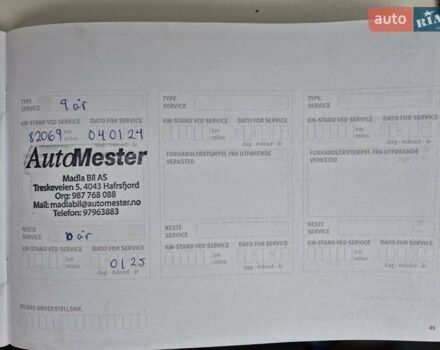 auto RIA
TYPE SERVICE 9 år
KM-STAND VED SERVICE DATO FOR SERVICE
82069 km miles 04 01 24
dag - måned - år
AutoMester
Madla Bil AS
Treskeveien 5. 4043 Hafrsfjord
Org: 987 768 088
Mail: madlabil@automester.no
Telefon: 97963883
NESTE SERVICE år
KM-STAND VED SERVICE DATO FOR SERVICE
km miles 01 25
dag - måned - år
BILENS UNDERSTELLSNR.
TYPE SERVICE
KM-STAND VED SERVICE DATO FOR SERVICE
km miles
dag - måned - år
FORHANDLERSTEMPEL FRA UTFØRENDE
VERKSTED
NESTE SERVICE
KM-STAND VED SERVICE DATO FOR SERVICE
km miles
dag - måned - år
TYPE SERVICE
KM-STAND VED SERVICE DATO FOR SERVICE
km miles
dag - måned - år
FORHANDLERSTEMPEL FRA UTFØRENDE
VERKSTED
NESTE SERVICE
KM-STAND VED SERVICE DATO FOR SERVICE
km miles
dag - måned - år